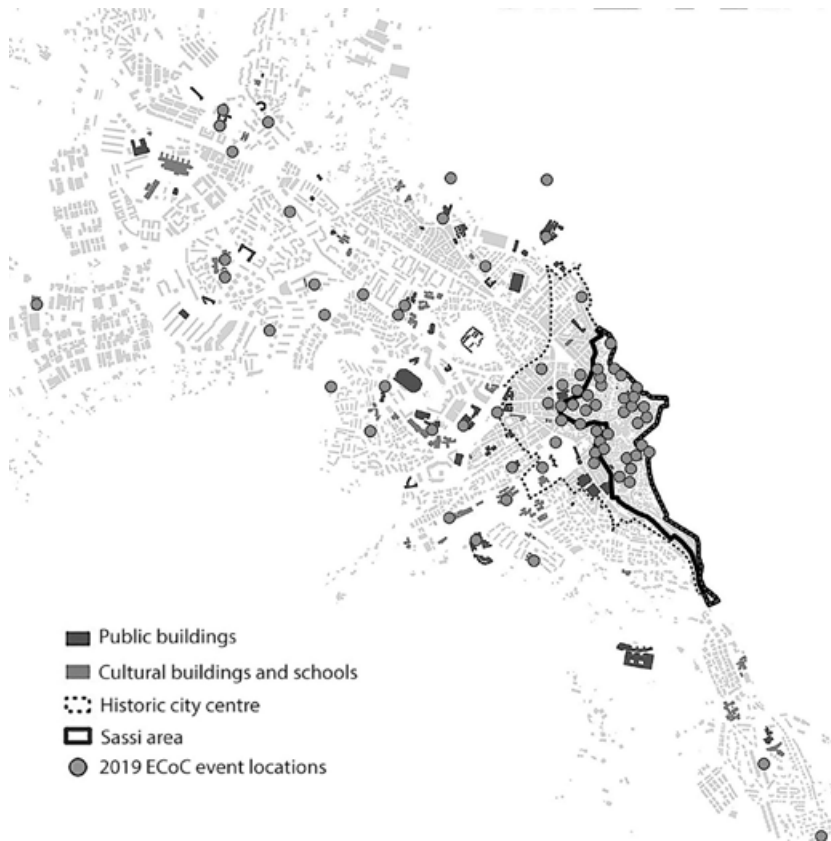 Public buildings
Cultural buildings and schools
Historic city centre
Sassi area
2019 ECoC event locations